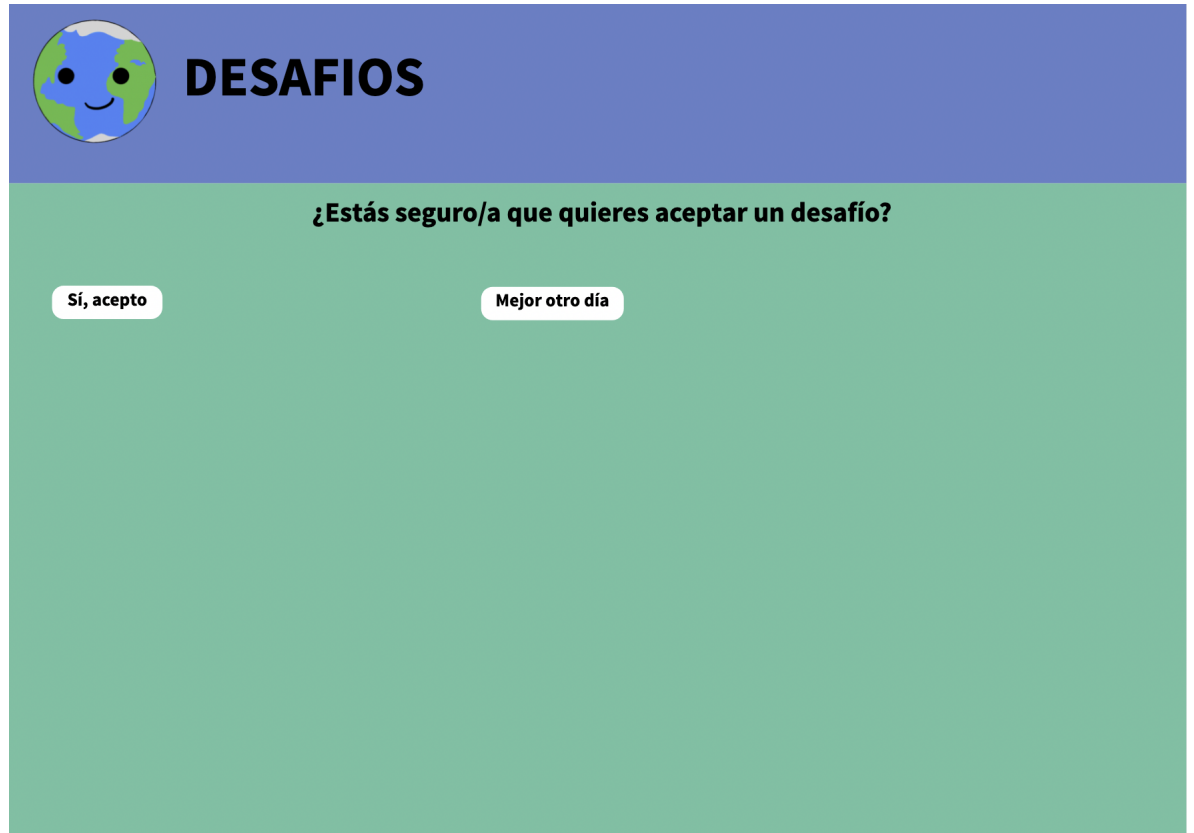 DESAFIOS
¿Estás seguro/a que quieres aceptar un desafío?
Sí, acepto
Mejor otro día